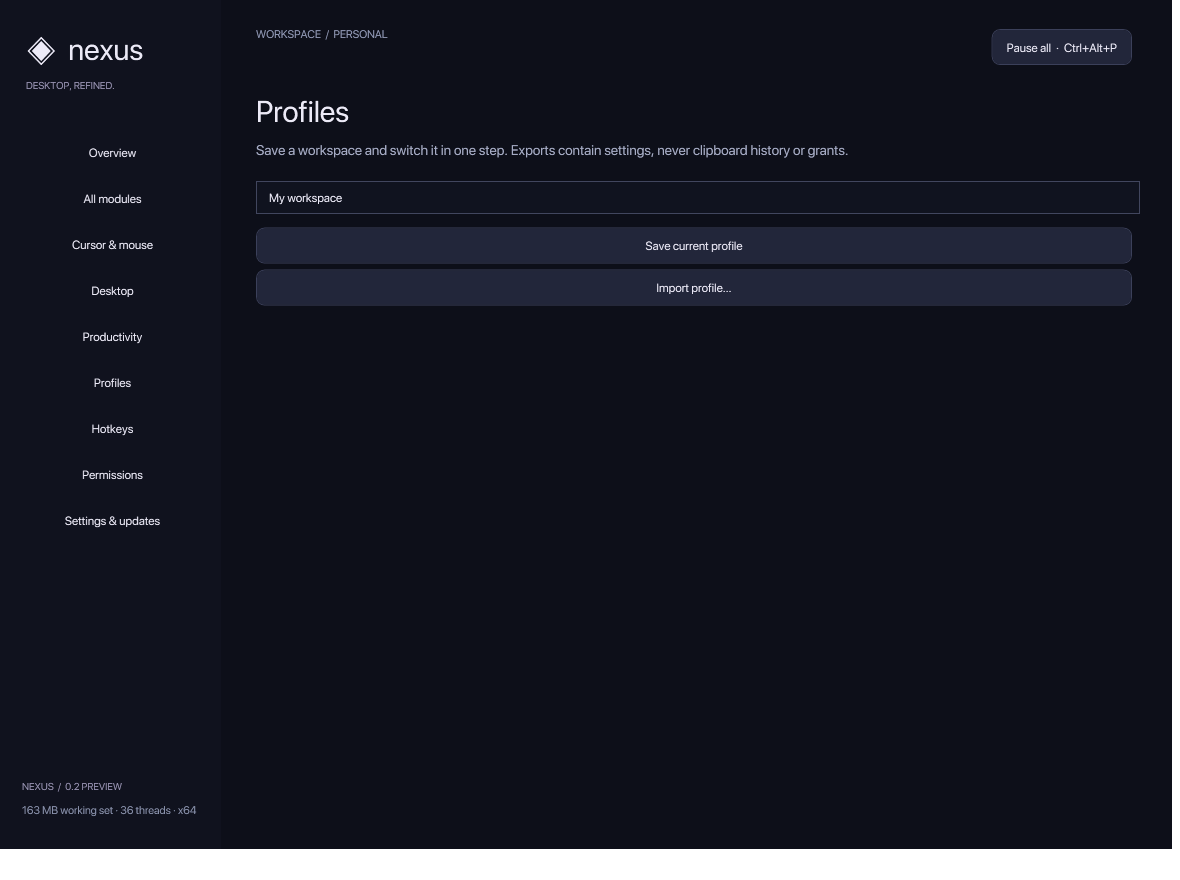 nexus
DESKTOP, REFINED.
Overview
All modules
Cursor & mouse
Desktop
Productivity
Profiles
Hotkeys
Permissions
Settings & updates
NEXUS / 0.2 PREVIEW
163 MB working set · 36 threads · x64
WORKSPACE / PERSONAL
Pause all · Ctrl+Alt+P
Profiles
Save a workspace and switch it in one step. Exports contain settings, never clipboard history or grants.
My workspace
Save current profile
Import profile...